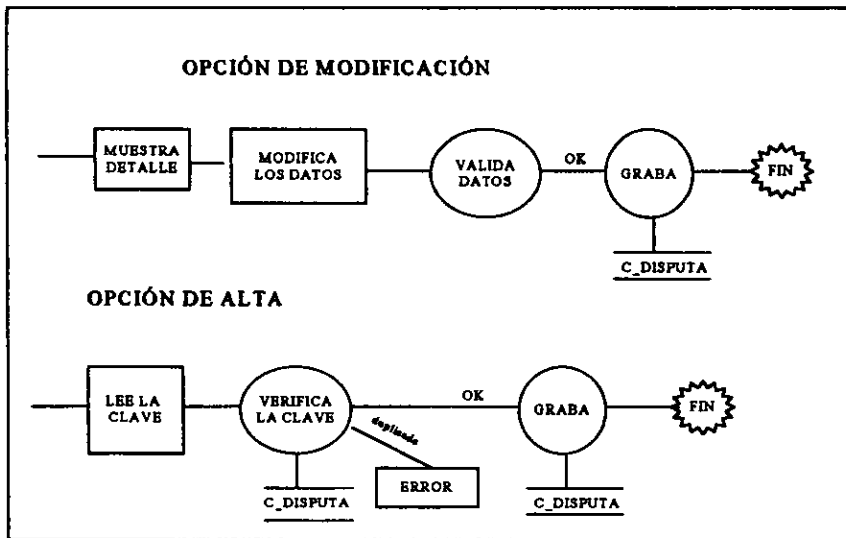 OPCIÓN DE MODIFICACIÓN
MUESTRA
DETALLE
MODIFICA
LOS DATOS
VALIDA
DATOS
OK
GRABA
FIN
C_DISPUTA
OPCIÓN DE ALTA
LEE LA
CLAVE
VERIFICA
LA CLAVE
OK
GRABA
FIN
ERROR
C_DISPUTA
C_DISPUTA